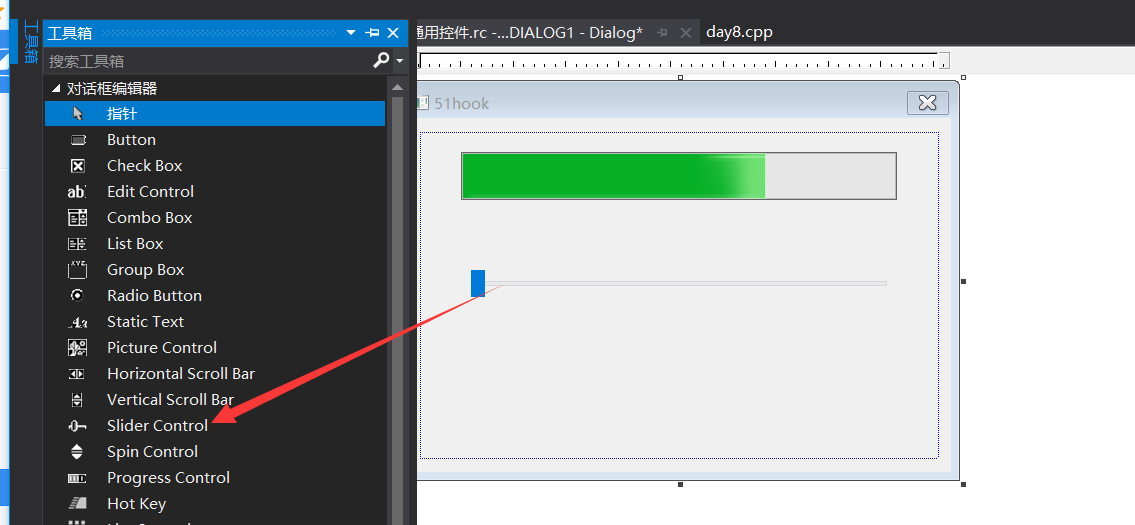 工具箱
工具箱
通用控件.rc -...DIALOG1 - Dialog*
day8.cpp
搜索工具箱
对话框编辑器
指针
Button
Check Box
Edit Control
Combo Box
List Box
Group Box
Radio Button
Static Text
Picture Control
Horizontal Scroll Bar
Vertical Scroll Bar
Slider Control
Spin Control
Progress Control
Hot Key
51hook